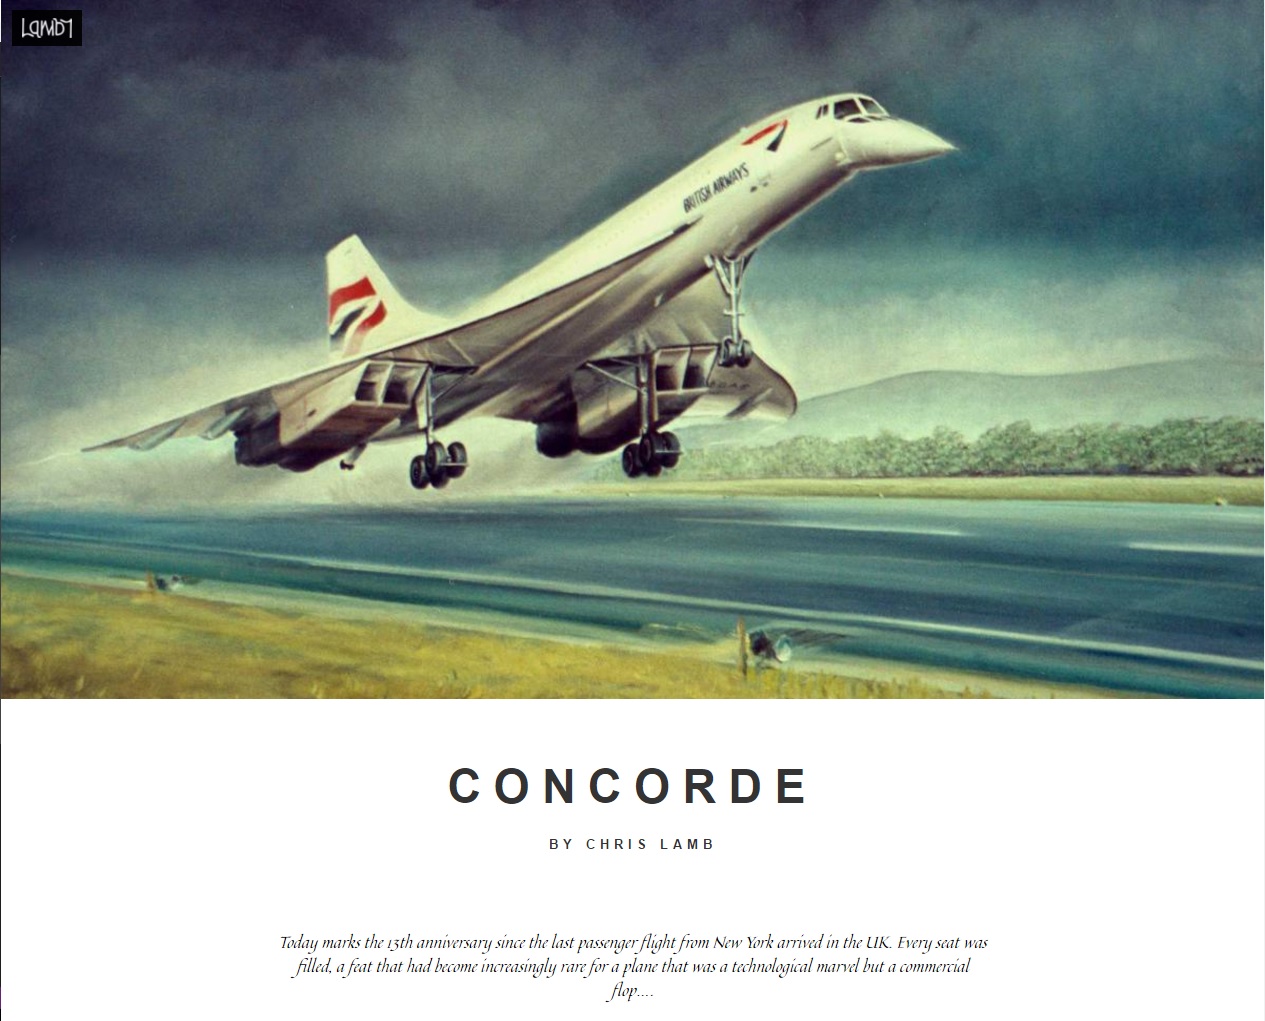 Lamb7
BRITISH AIRWAYS
CONCORDE
BY CHRIS LAMB
Today marks the 13th anniversary since the last passenger flight from New York arrived in the UK. Every seat was
filled, a feat that had become increasingly rare for a plane that was a technological marvel but a commercial
flop....